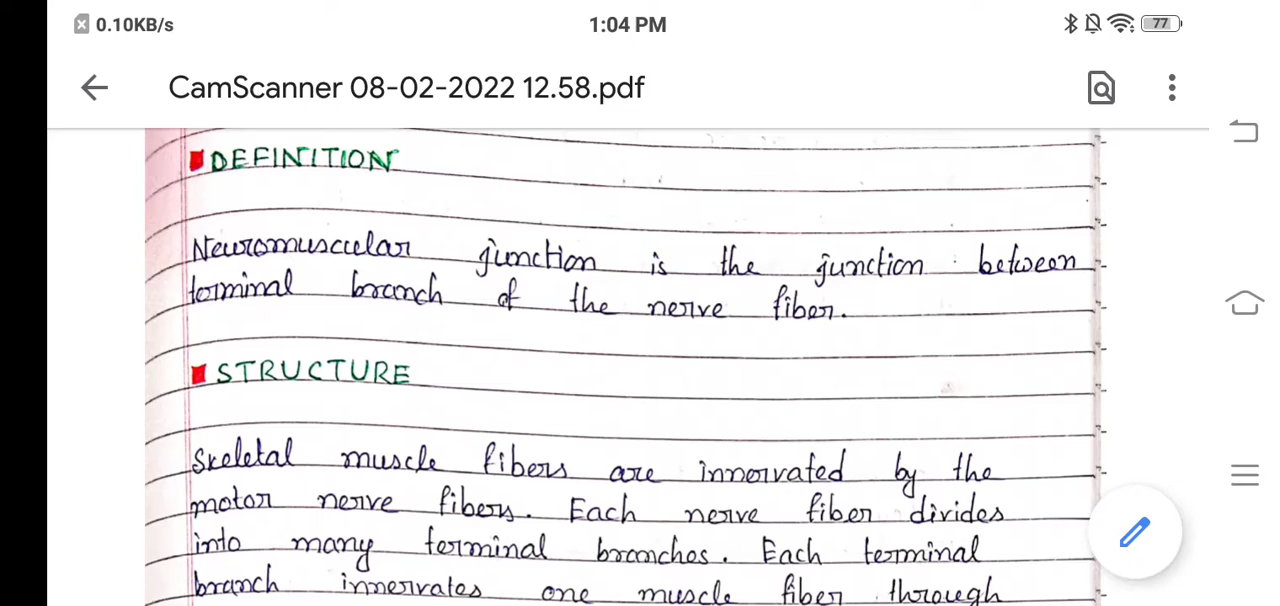 0.10KB/s
1:04 PM
77
CamScanner 08-02-2022 12.58.pdf
DEFINITION
Neuromuscular junction is the junction between
terminal branch of the nerve fiber.
STRUCTURE
Skeletal muscle fibers are innervated by the
motor nerve fibers. Each nerve fiber divides
into many terminal branches. Each terminal
branch innervates one muscle fiber through